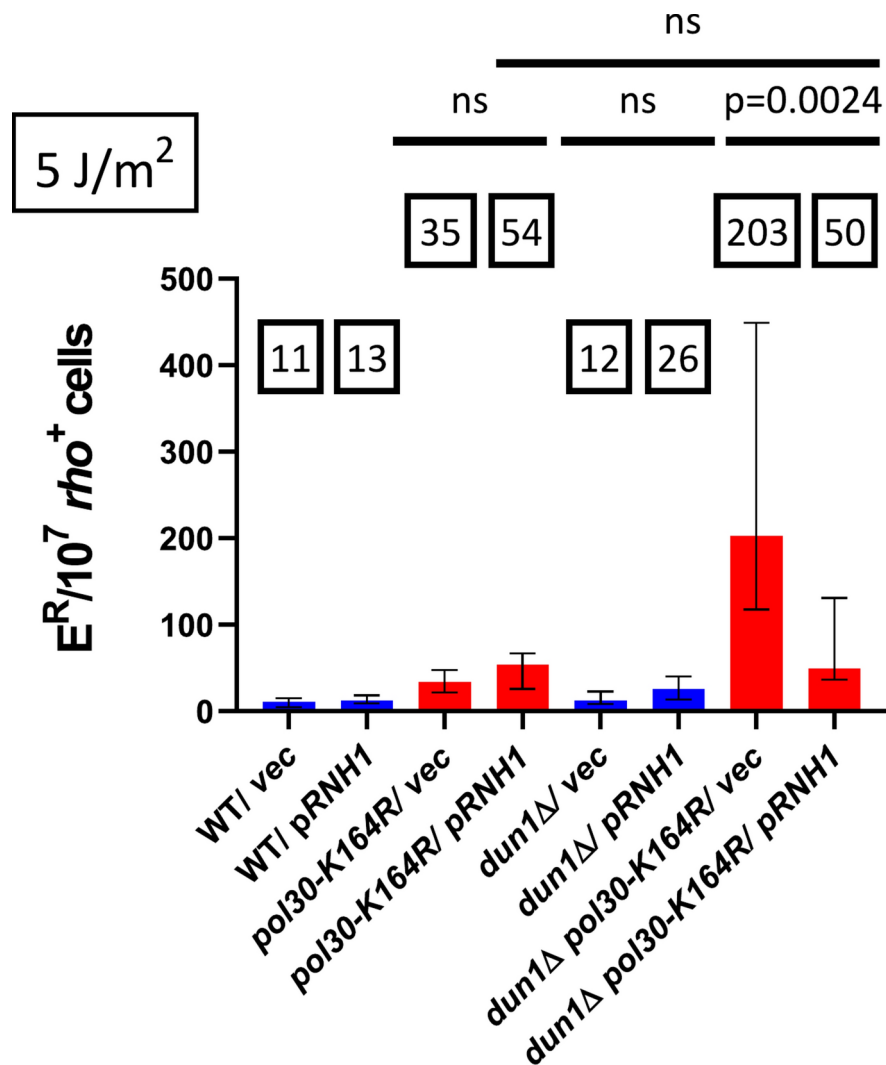 ns
ns ns p=0.0024
5 J/m²
35 54 203 50
11 13 12 26
500
400
300
200
100
0
Eᴿ/10⁷ rho⁺ cells
WT/ vec
WT/ pRNH1
pol30-K164R/ vec
pol30-K164R/ pRNH1
dun1Δ/ vec
dun1Δ/ pRNH1
dun1Δ pol30-K164R/ vec
dun1Δ pol30-K164R/ pRNH1